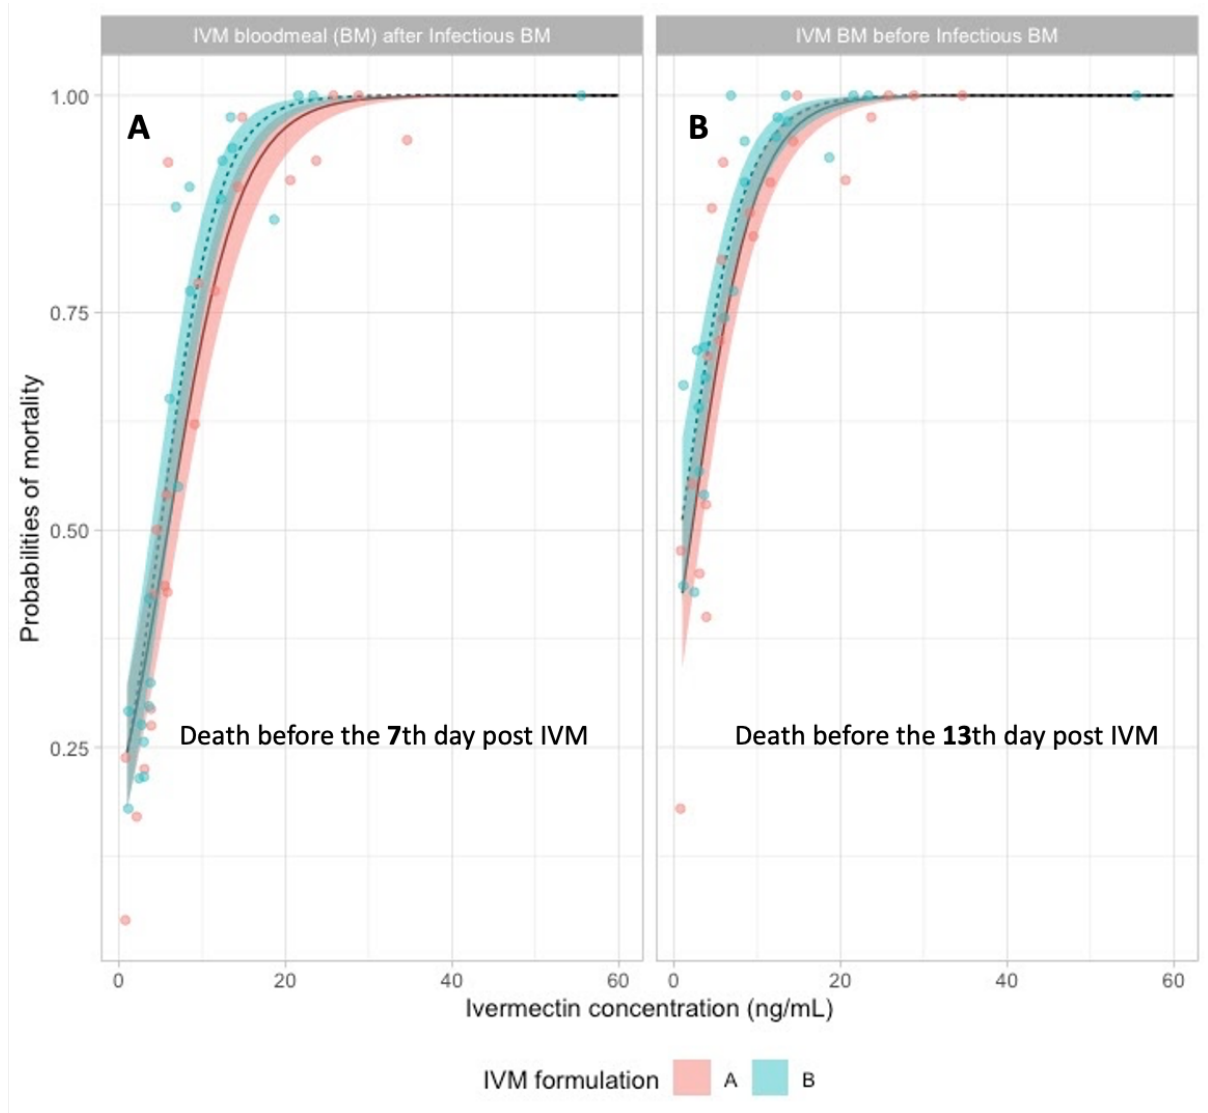 IVM bloodmeal (BM) after Infectious BM
IVM BM before Infectious BM
A
B
1.00
0.75
0.50
0.25
Probabilities of mortality
Death before the 7th day post IVM
Death before the 13th day post IVM
0 20 40 60
0 20 40 60
Ivermectin concentration (ng/mL)
IVM formulation A B